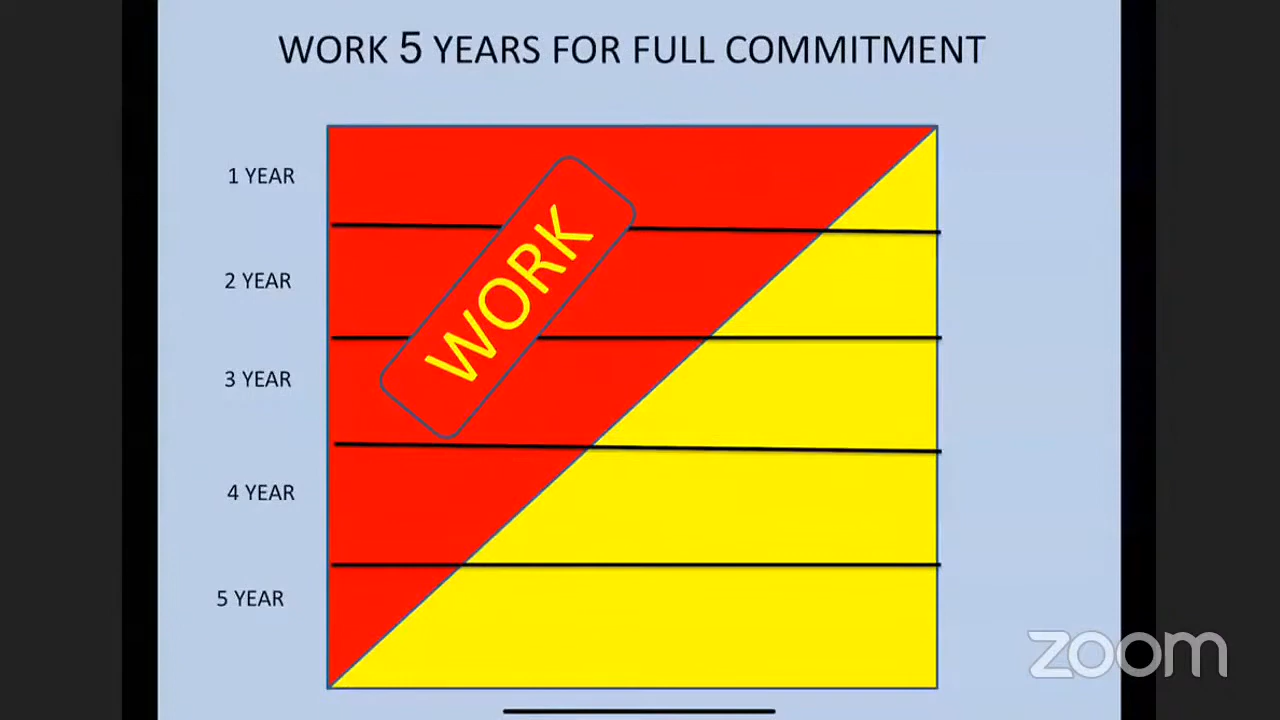 WORK 5 YEARS FOR FULL COMMITMENT
1 YEAR
WORK
2 YEAR
3 YEAR
4 YEAR
5 YEAR
zoom